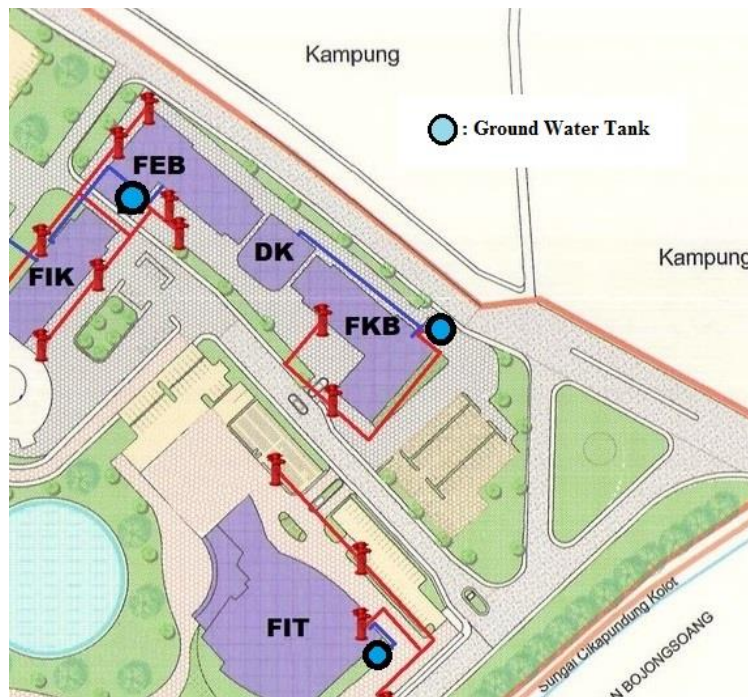 Kampung
: Ground Water Tank
FEB
DK
Kampung
FIK
FKB
FIT
Sungai Cikapundung Kolot
N BOJONGSOANG